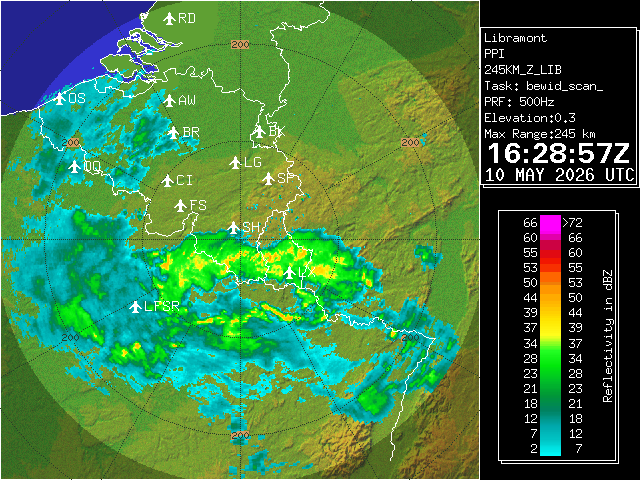 RD
200
OS
AW
BR
BK
200
200
QQ
LG
CI
SP
FS
SH
LFSR
200
200
200
Libramont
PPI
245KM_Z_LIB
Task: bewid_scan_
PRF: 500Hz
Elevation:0.3
Max Range:245 km
16:28:57Z
10 MAY 2026 UTC
66 >72
60 66
55 60
53 55
50 53
44 50
39 44
37 39
34 37
28 34
23 28
21 23
18 21
12 18
7 12
2 7
Reflectivity in dBZ